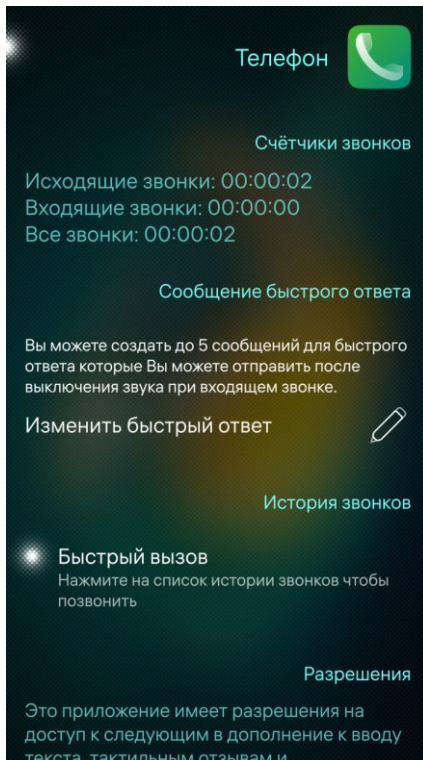 Телефон
Счётчики звонков
Исходящие звонки: 00:00:02
Входящие звонки: 00:00:00
Все звонки: 00:00:02
Сообщение быстрого ответа
Вы можете создать до 5 сообщений для быстрого
ответа которые Вы можете отправить после
выключения звука при входящем звонке.
Изменить быстрый ответ
История звонков
Быстрый вызов
Нажмите на список истории звонков чтобы
позвонить
Разрешения
Это приложение имеет разрешения на
доступ к следующим в дополнение к вводу
текста, тактильным отзывам и